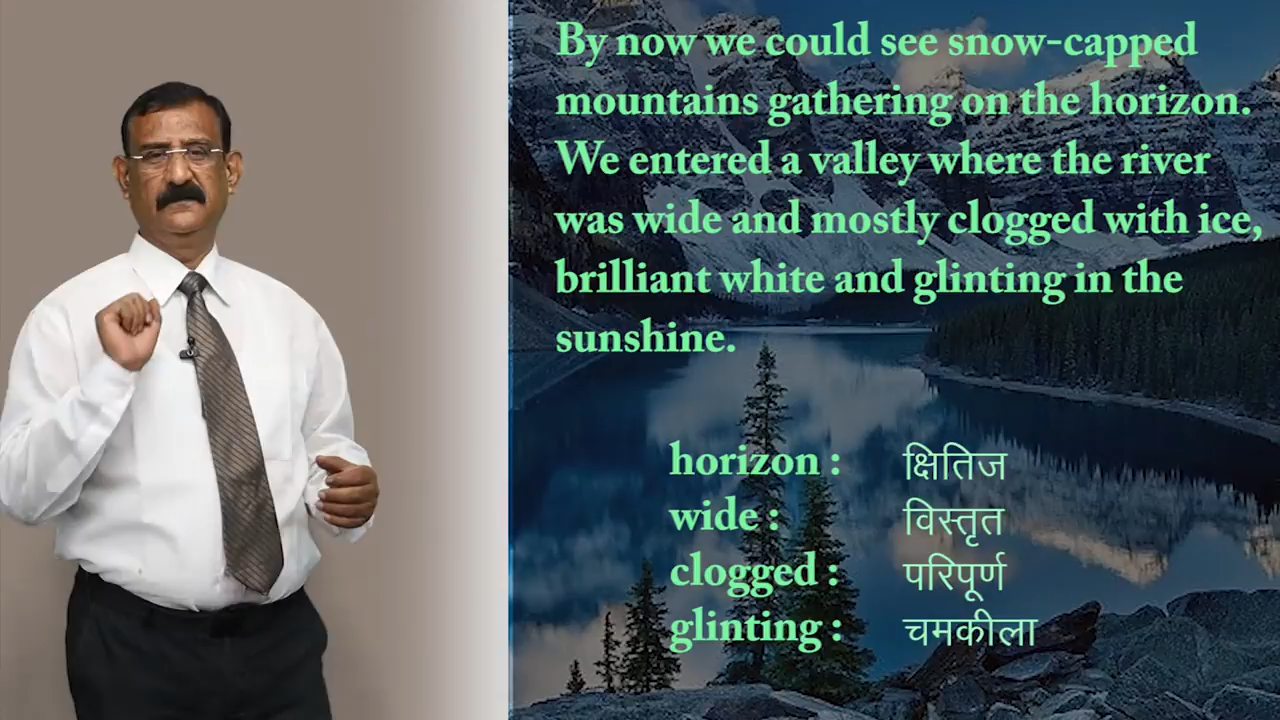 By now we could see snow-capped
mountains gathering on the horizon.
We entered a valley where the river
was wide and mostly clogged with ice,
brilliant white and glinting in the
sunshine.
horizon : क्षितिज
wide : विस्तृत
clogged : परिपूर्ण
glinting : चमकीला